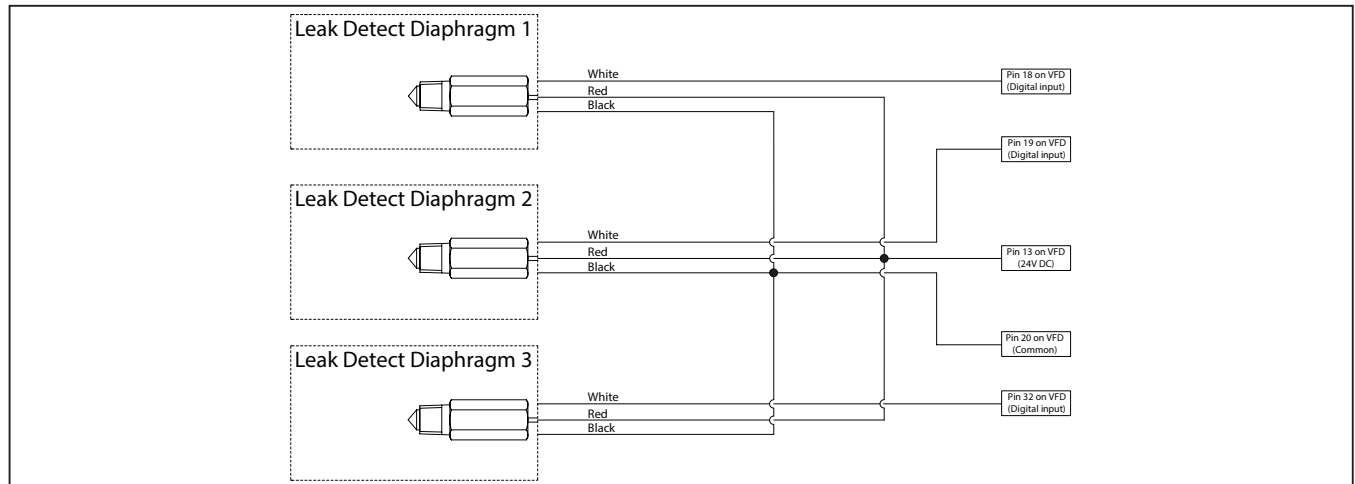 Leak Detect Diaphragm 1
White
Red
Black
Pin 18 on VFD
(Digital input)
Pin 19 on VFD
(Digital input)
Leak Detect Diaphragm 2
White
Red
Black
Pin 13 on VFD
(24V DC)
Pin 20 on VFD
(Common)
Leak Detect Diaphragm 3
White
Red
Black
Pin 32 on VFD
(Digital input)